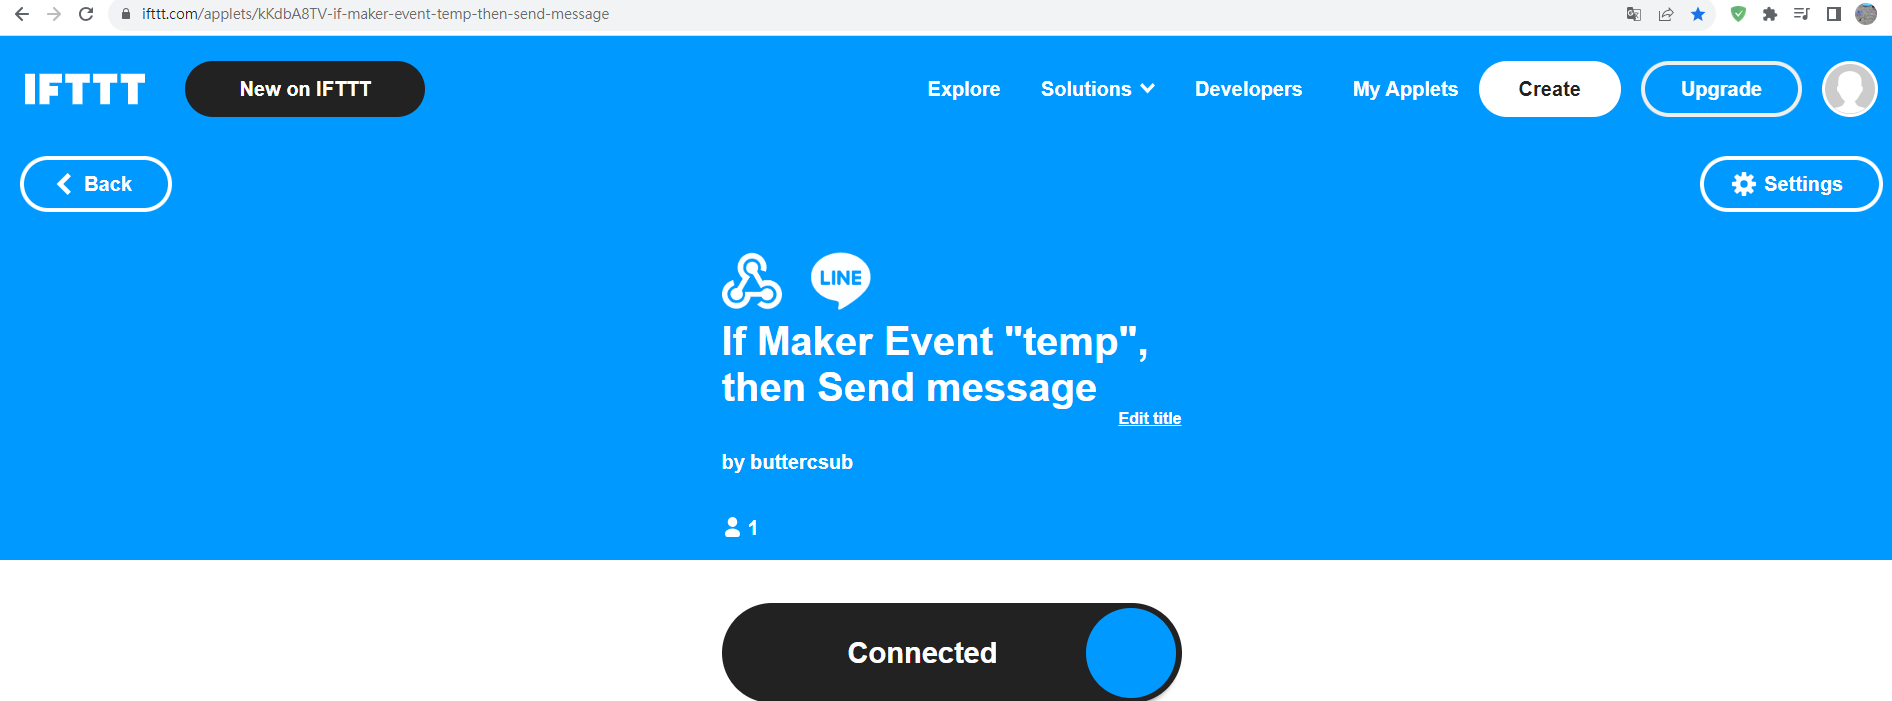 ifttt.com/applets/kKdbA8TV-if-maker-event-temp-then-send-message
IFTTT
New on IFTTT
Explore
Solutions
Developers
My Applets
Create
Upgrade
Back
Settings
LINE
If Maker Event "temp",
then Send message
Edit title
by buttercsub
1
Connected